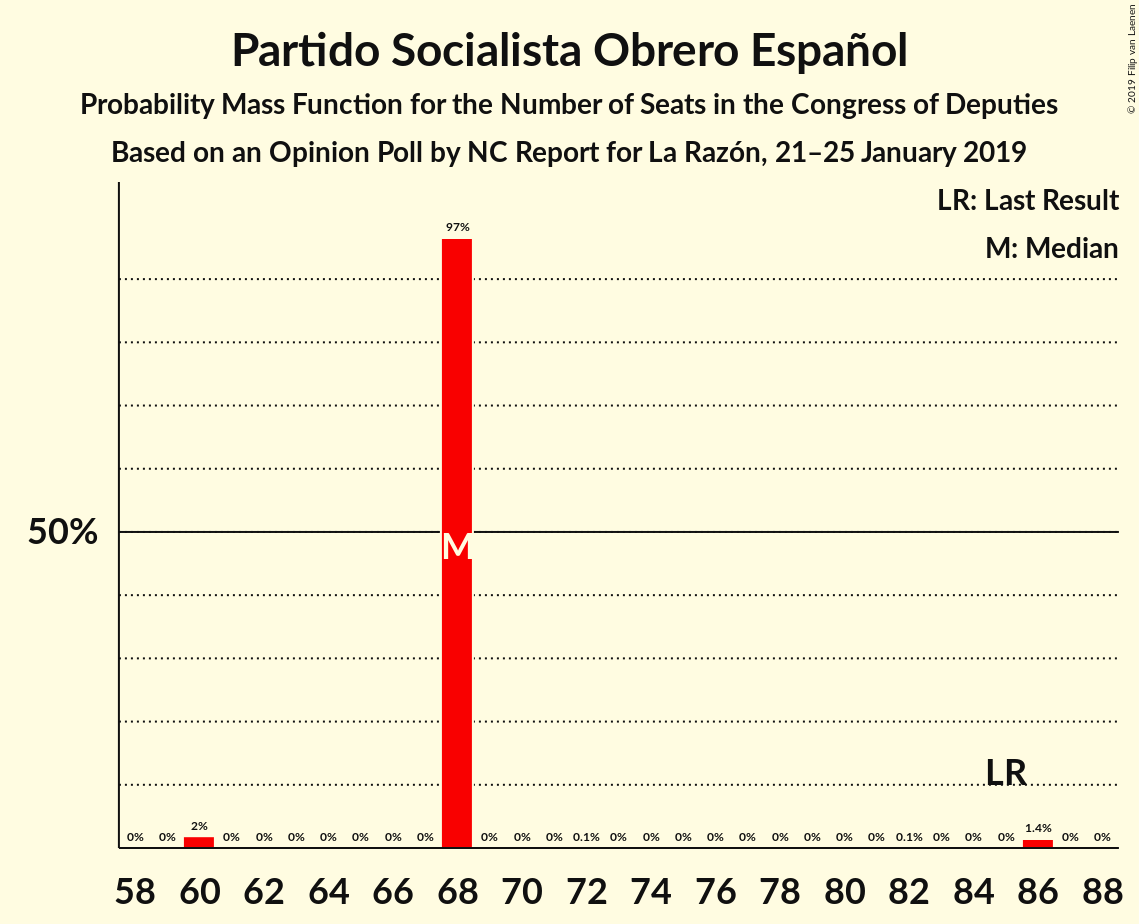 Partido Socialista Obrero Español
Probability Mass Function for the Number of Seats in the Congress of Deputies
Based on an Opinion Poll by NC Report for La Razón, 21–25 January 2019
© 2019 Filip van Laenen
LR: Last Result
M: Median
97%
50%
M
LR
0% 0% 2% 0% 0% 0% 0% 0% 0% 0% 0% 0% 0% 0.1% 0% 0% 0% 0% 0% 0% 0% 0% 0% 0.1% 0% 0% 0% 1.4% 0% 0%
58 60 62 64 66 68 70 72 74 76 78 80 82 84 86 88